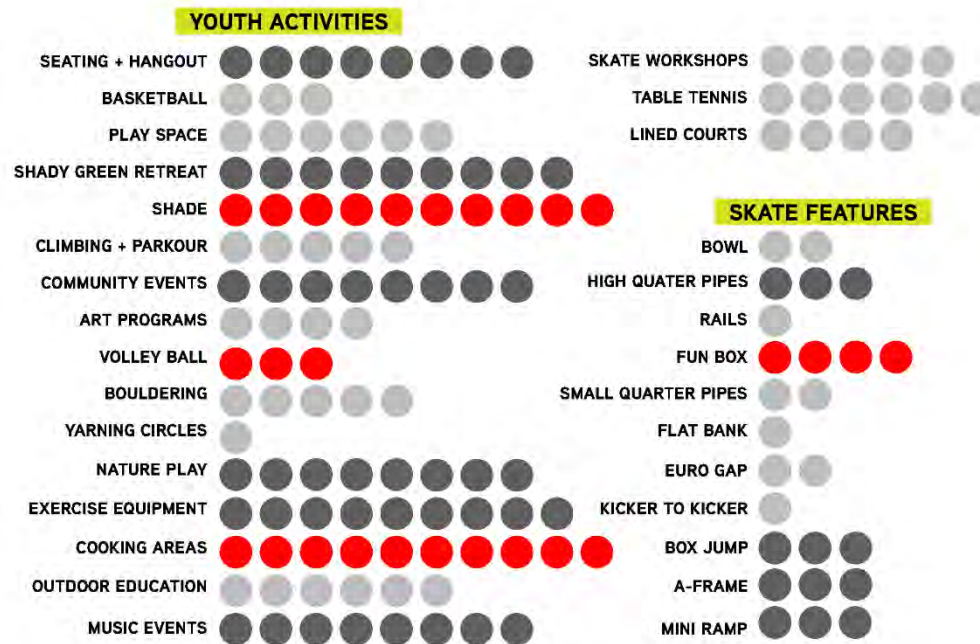 YOUTH ACTIVITIES
SEATING + HANGOUT
BASKETBALL
PLAY SPACE
SHADY GREEN RETREAT
SHADE
CLIMBING + PARKOUR
COMMUNITY EVENTS
ART PROGRAMS
VOLLEY BALL
BOULDERING
YARNING CIRCLES
NATURE PLAY
EXERCISE EQUIPMENT
COOKING AREAS
OUTDOOR EDUCATION
MUSIC EVENTS
SKATE WORKSHOPS
TABLE TENNIS
LINED COURTS
SKATE FEATURES
BOWL
HIGH QUATER PIPES
RAILS
FUN BOX
SMALL QUARTER PIPES
FLAT BANK
EURO GAP
KICKER TO KICKER
BOX JUMP
A-FRAME
MINI RAMP